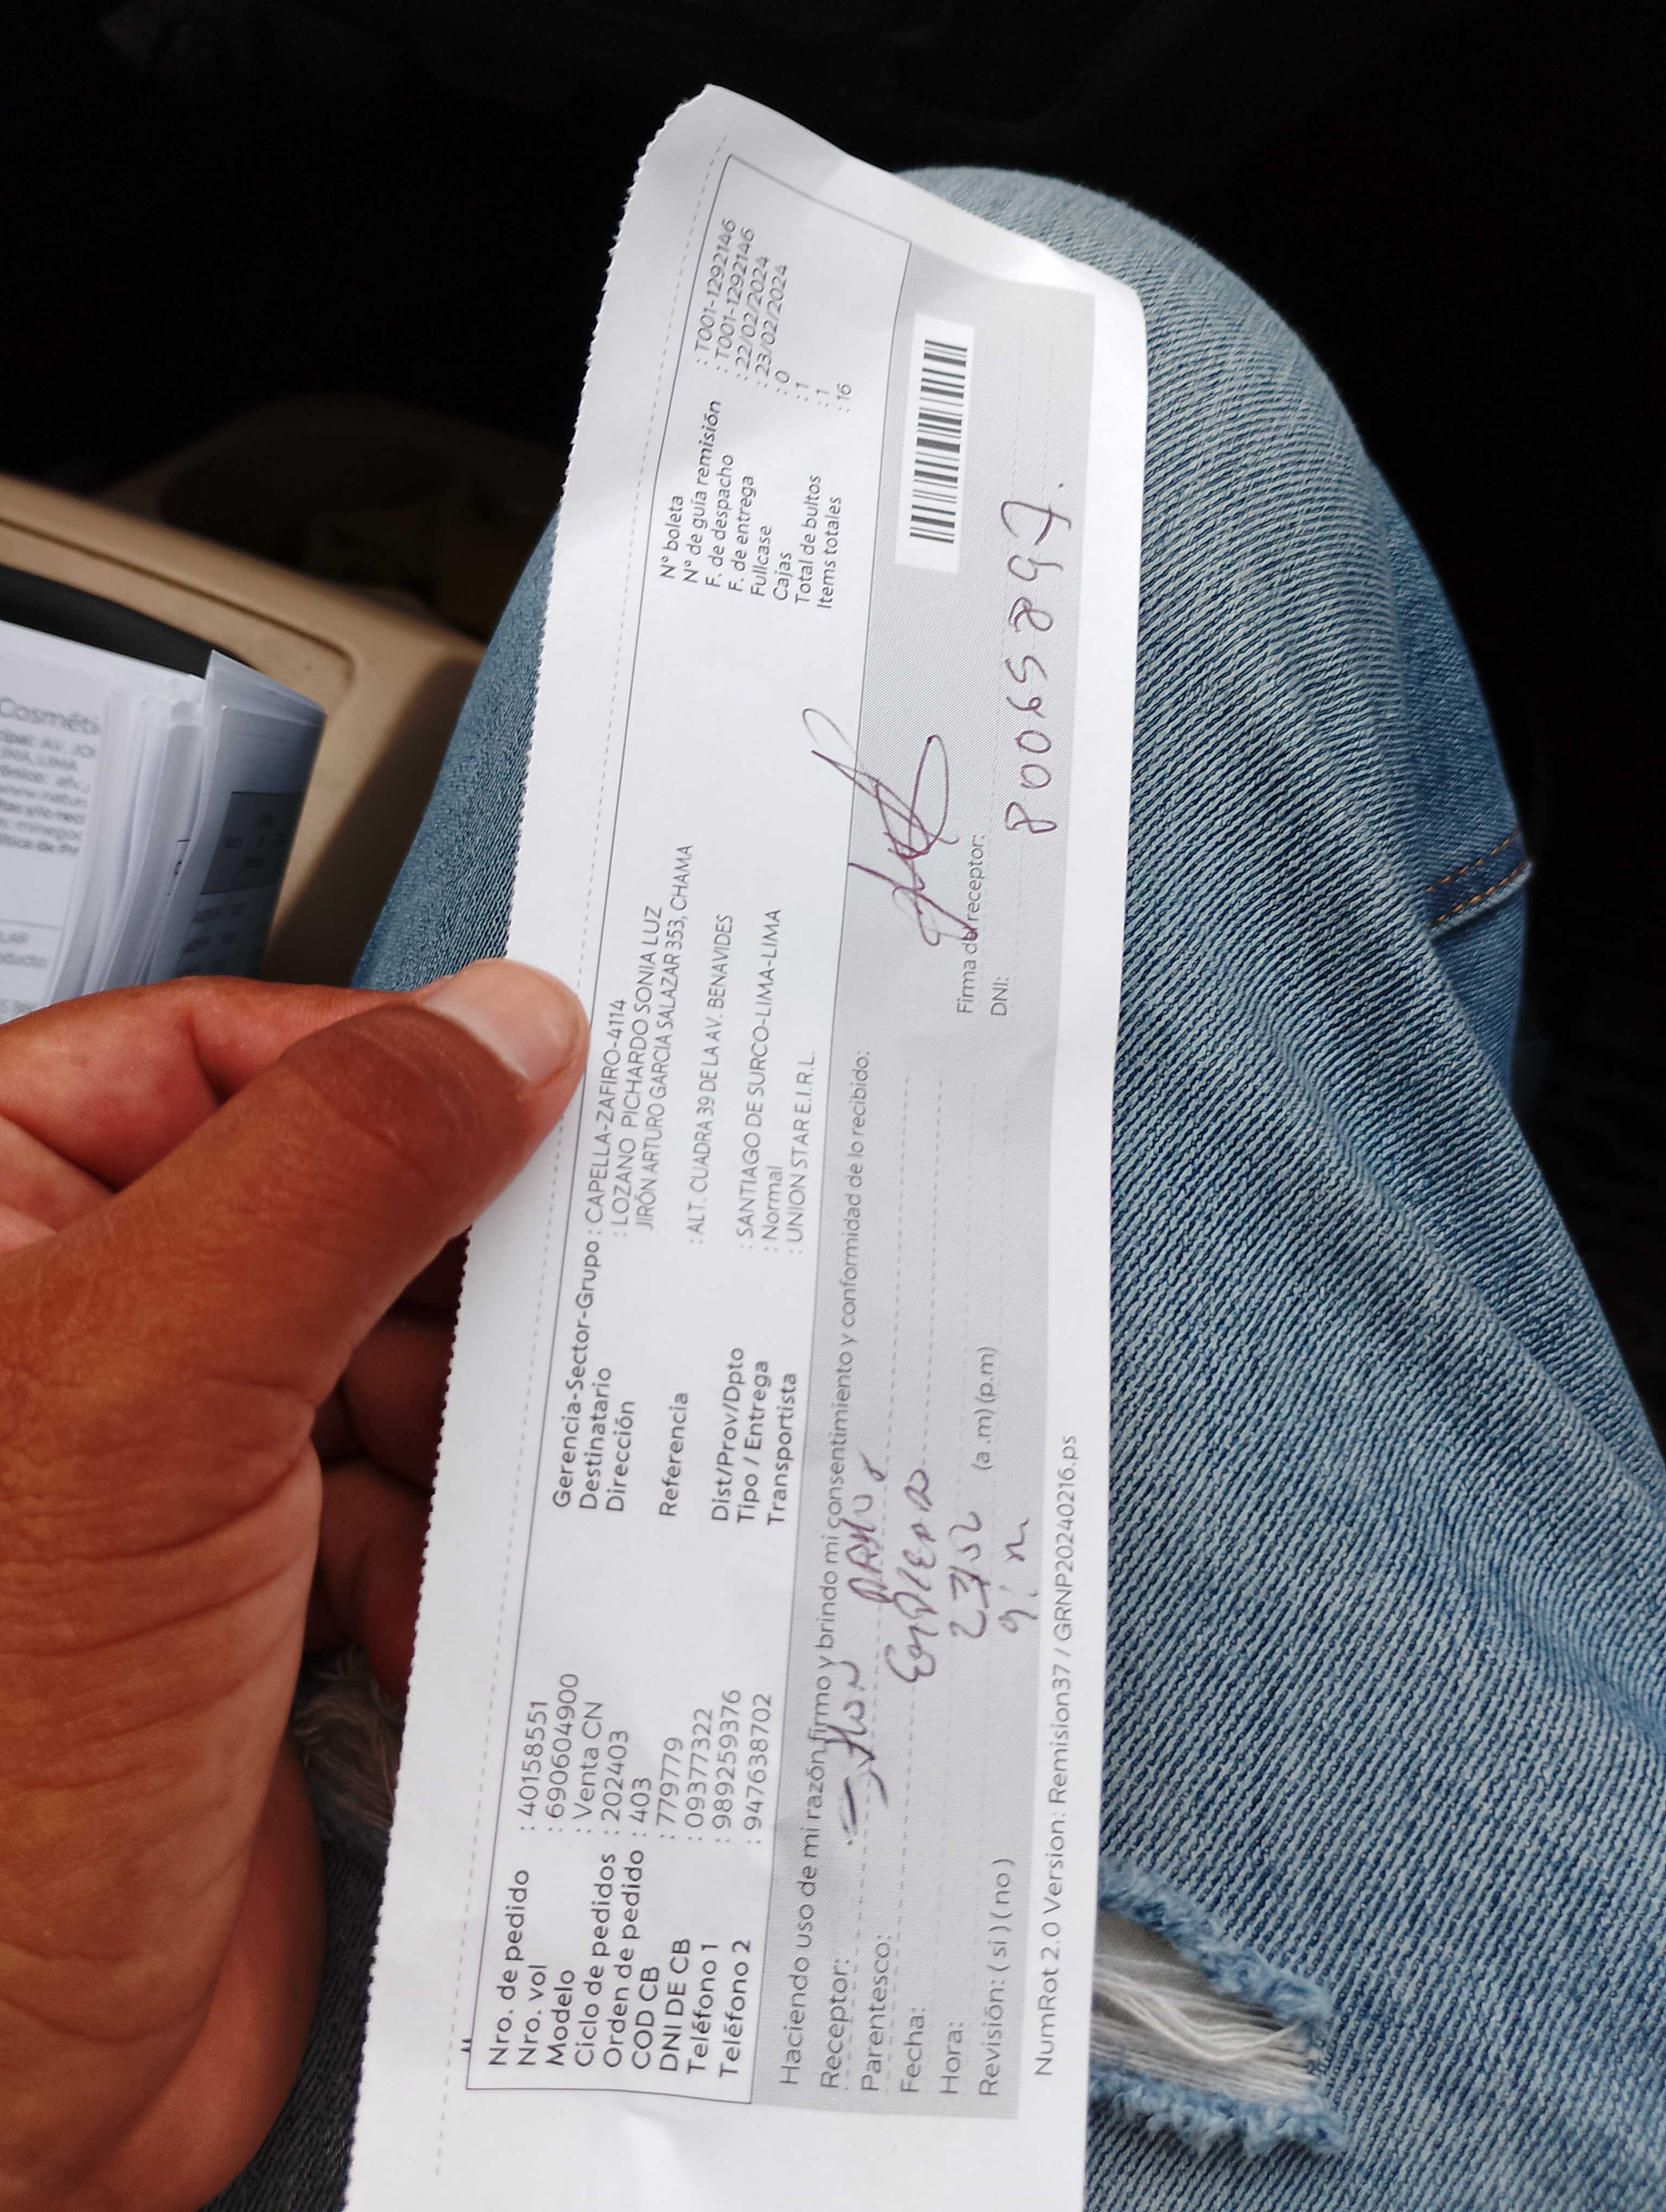 Nro. de pedido : 40158551
Nro. vol : 690604900
Modelo : Venta CN
Ciclo de pedidos : 202403
Orden de pedido : 403
COD CB : 779779
DNI DE CB : 09377322
Teléfono 1 : 989259376
Teléfono 2 : 947638702
Gerencia-Sector-Grupo : CAPELLA-ZAFIRO-4114
Destinatario : LOZANO PICHARDO SONIA LUZ
Dirección JIRÓN ARTURO GARCIA SALAZAR 353, CHAMA
Referencia : ALT. CUADRA 39 DE LA AV. BENAVIDES
Dist/Prov/Dpto : SANTIAGO DE SURCO-LIMA-LIMA
Tipo / Entrega : Normal
Transportista : UNION STAR E.I.R.L.
N° boleta : T001-1292146
N° de guía remisión : T001-1292146
F. de despacho : 22/02/2024
F. de entrega : 23/02/2024
Fullcase : 0
Cajas : 1
Total de bultos : 1
Items totales : 16
Haciendo uso de mi razón, firmo y brindo mi consentimiento y conformidad de lo recibido:
Receptor:
Parentesco:
Fecha:
Hora: (a.m) (p.m)
Revisión: ( si ) ( no )
Firma del receptor:
DNI: 80065897.
NumRot 2.0 Version: Remision37 / GRNP20240216.ps
Cosméti